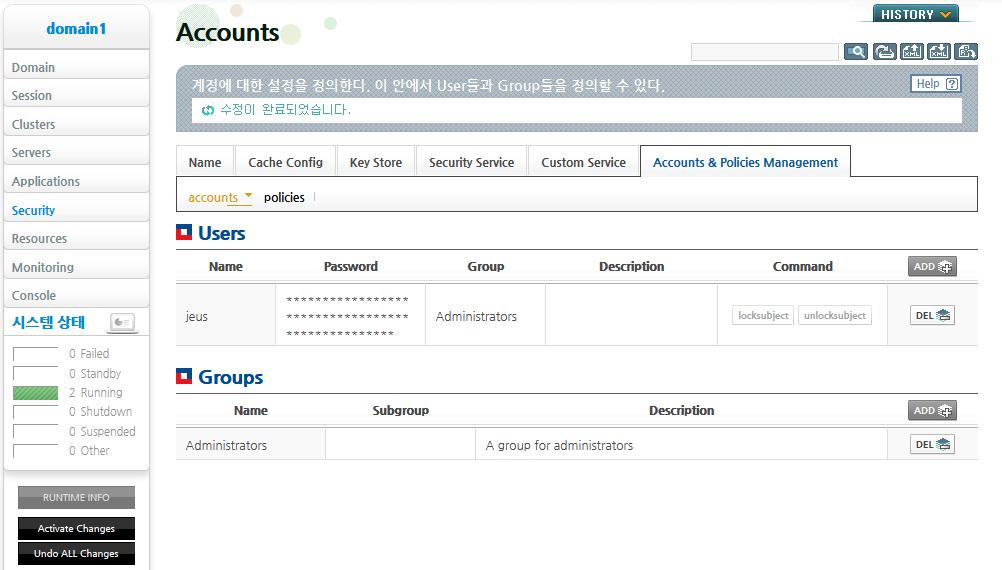 domain1
Domain
Session
Clusters
Servers
Applications
Security
Resources
Monitoring
Console
시스템 상태
0 Failed
0 Standby
2 Running
0 Shutdown
0 Suspended
0 Other
RUNTIME INFO
Activate Changes
Undo ALL Changes
HISTORY
Accounts
XML XML
계정에 대한 설정을 정의한다. 이 안에서 User들과 Group들을 정의할 수 있다.
Help ?
수정이 완료되었습니다.
Name Cache Config Key Store Security Service Custom Service Accounts & Policies Management
accounts policies
Users
Name Password Group Description Command ADD
jeus ***************** ***************** *************** Administrators locksubject unlocksubject DEL
Groups
Name Subgroup Description ADD
Administrators A group for administrators DEL